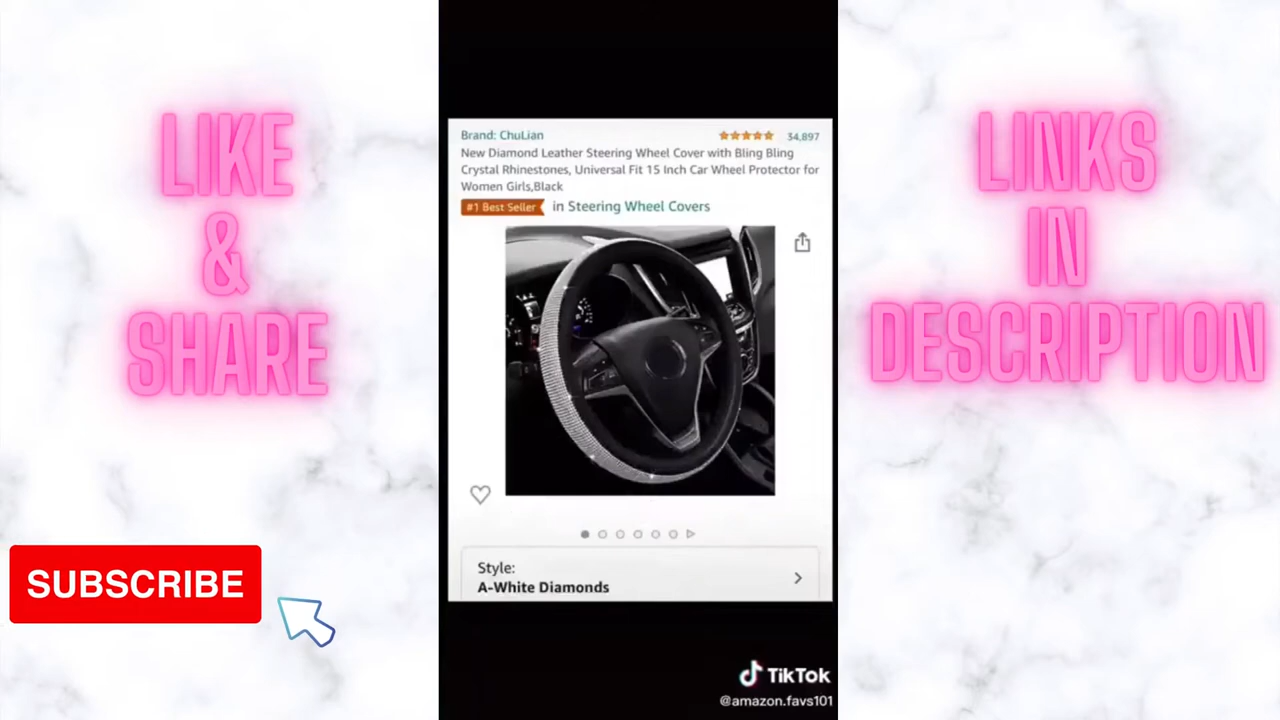 LIKE
&
SHARE
SUBSCRIBE
Brand: ChuLian
34,897
New Diamond Leather Steering Wheel Cover with Bling Bling
Crystal Rhinestones, Universal Fit 15 Inch Car Wheel Protector for
Women Girls,Black
#1 Best Seller in Steering Wheel Covers
Style:
A-White Diamonds
TikTok
@amazon.favs101
LINKS
IN
DESCRIPTION